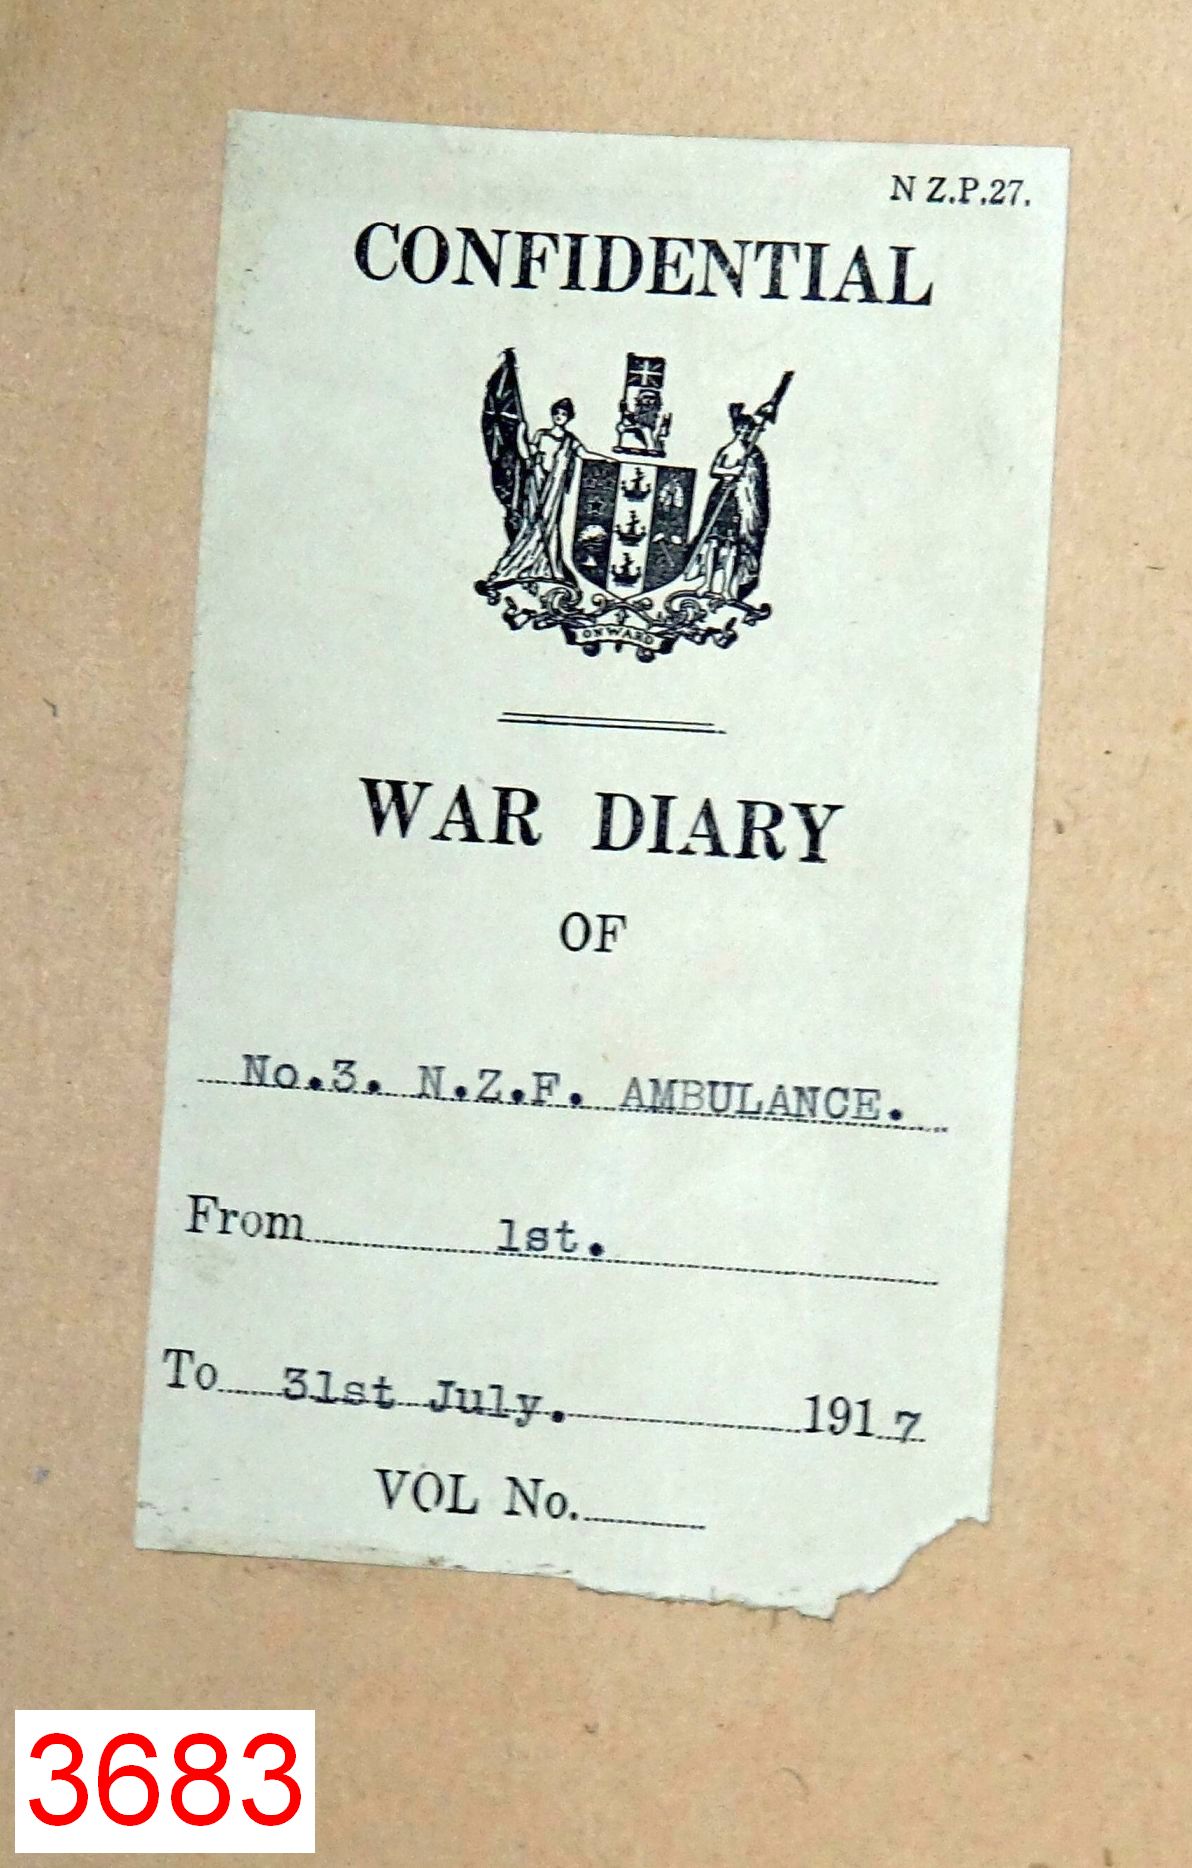 N Z.P.27.
CONFIDENTIAL
ONWARD
WAR DIARY
OF
No.3. N.Z.F. AMBULANCE.
From 1st.
To 31st July. 1917
VOL No.
3683